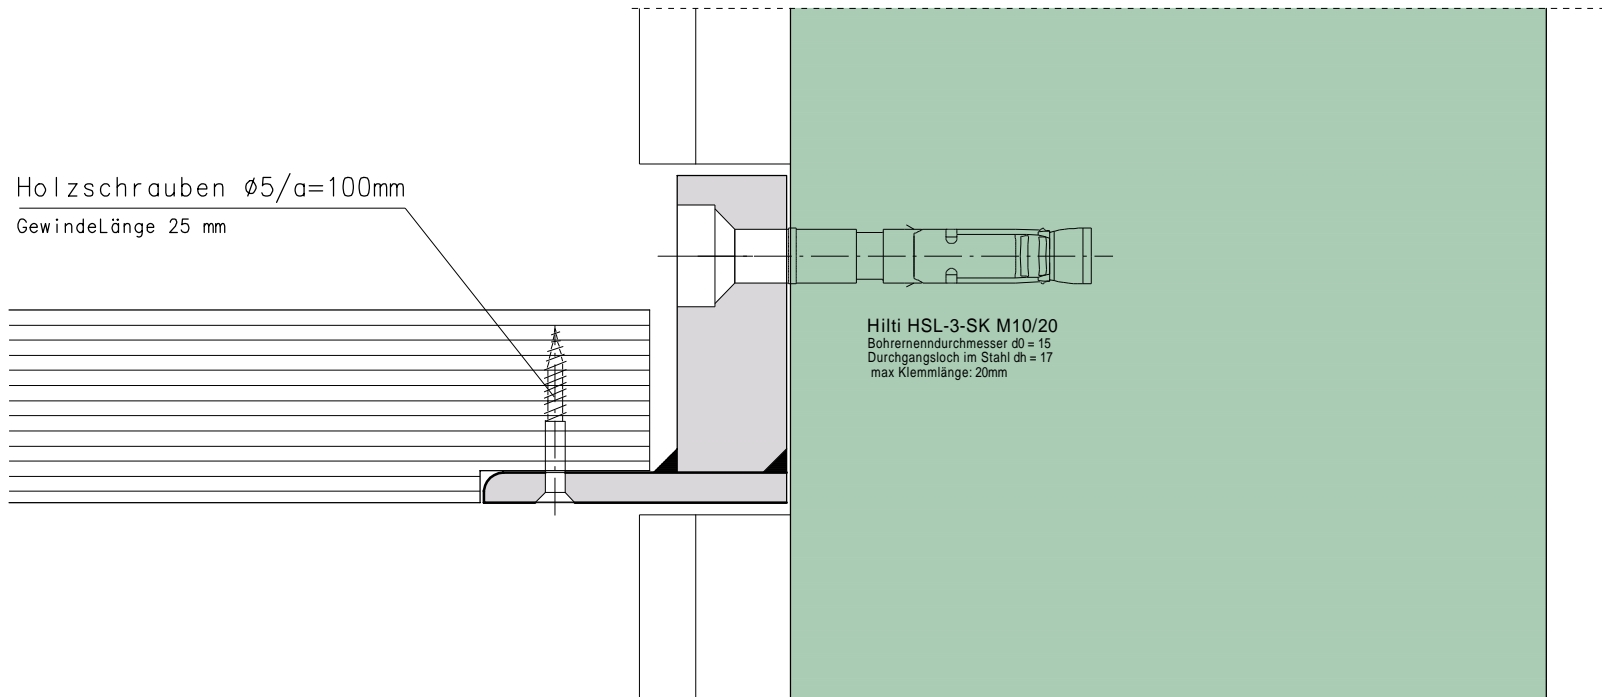 Holzschrauben Ø5/a=100mm
GewindeLänge 25 mm
Hilti HSL-3-SK M10/20
Bohrernenndurchmesser d0 = 15
Durchgangsloch im Stahl dh = 17
max Klemmlänge: 20mm